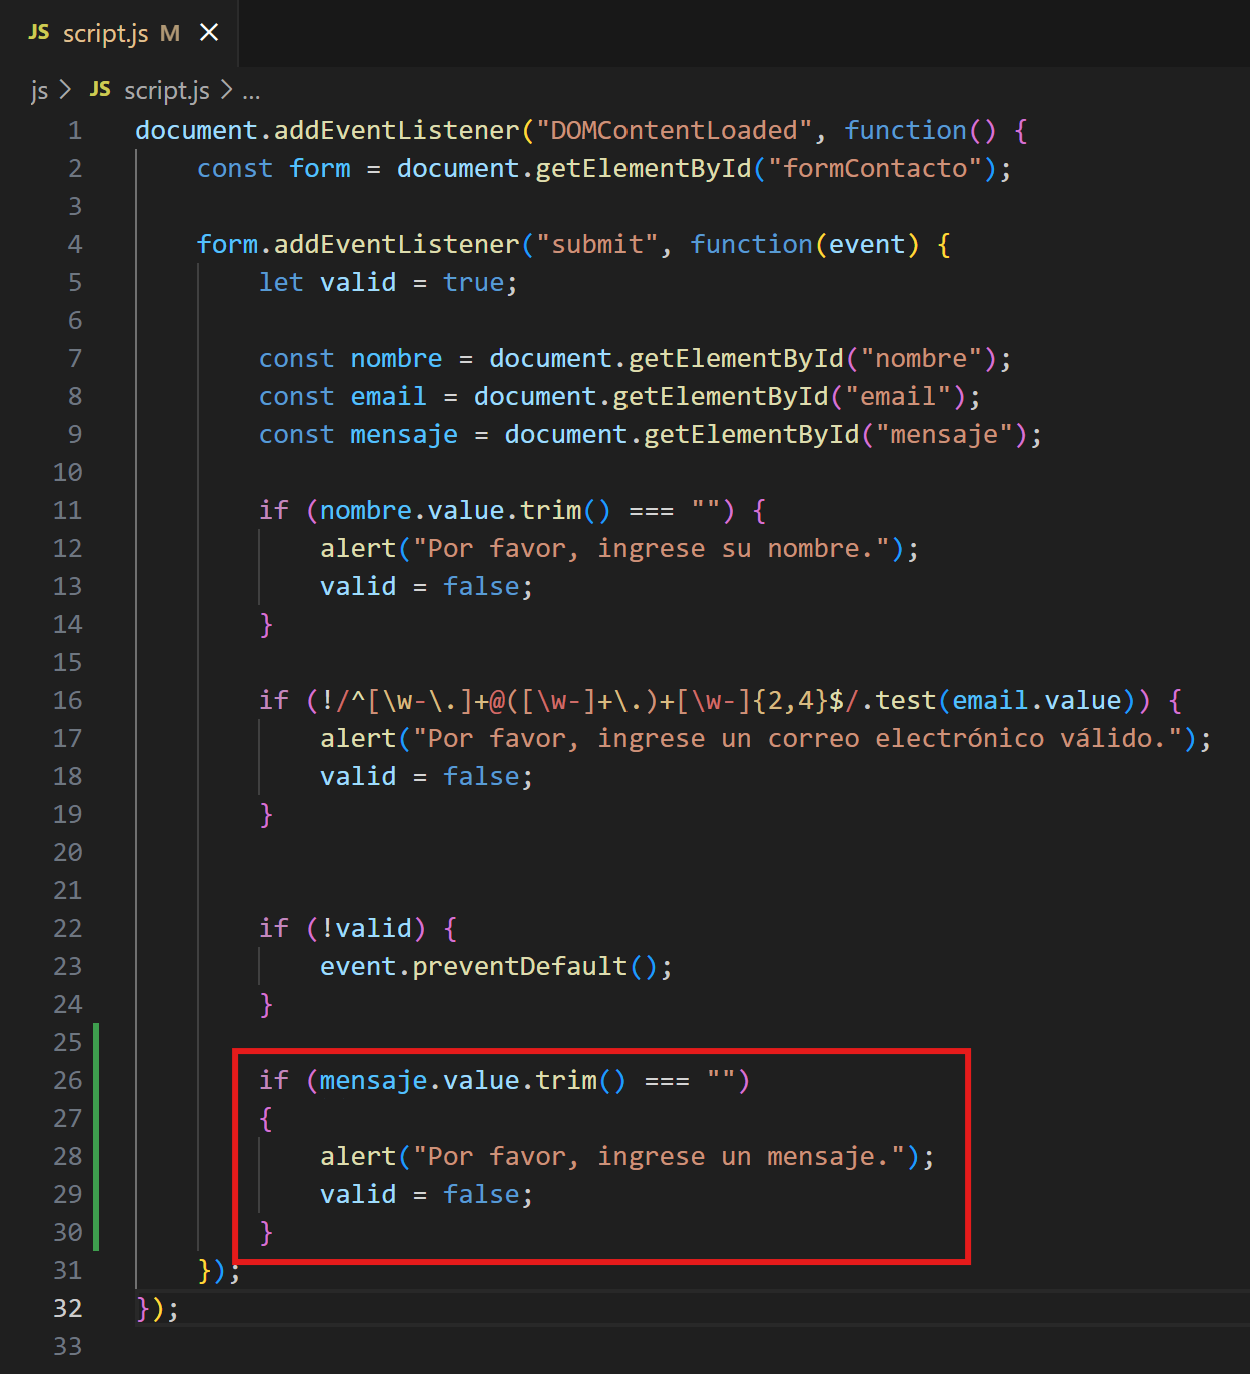 JS script.js M ×
js > JS script.js > ...
1 document.addEventListener("DOMContentLoaded", function() {
2     const form = document.getElementById("formContacto");
3
4     form.addEventListener("submit", function(event) {
5         let valid = true;
6
7         const nombre = document.getElementById("nombre");
8         const email = document.getElementById("email");
9         const mensaje = document.getElementById("mensaje");
10
11         if (nombre.value.trim() === "") {
12             alert("Por favor, ingrese su nombre.");
13             valid = false;
14         }
15
16         if (!/^[\w-\.]+@([\w-]+\.)+[\w-]{2,4}$/.test(email.value)) {
17             alert("Por favor, ingrese un correo electrónico válido.");
18             valid = false;
19         }
20
21
22         if (!valid) {
23             event.preventDefault();
24         }
25
26         if (mensaje.value.trim() === "")
27         {
28             alert("Por favor, ingrese un mensaje.");
29             valid = false;
30         }
31     });
32 });
33